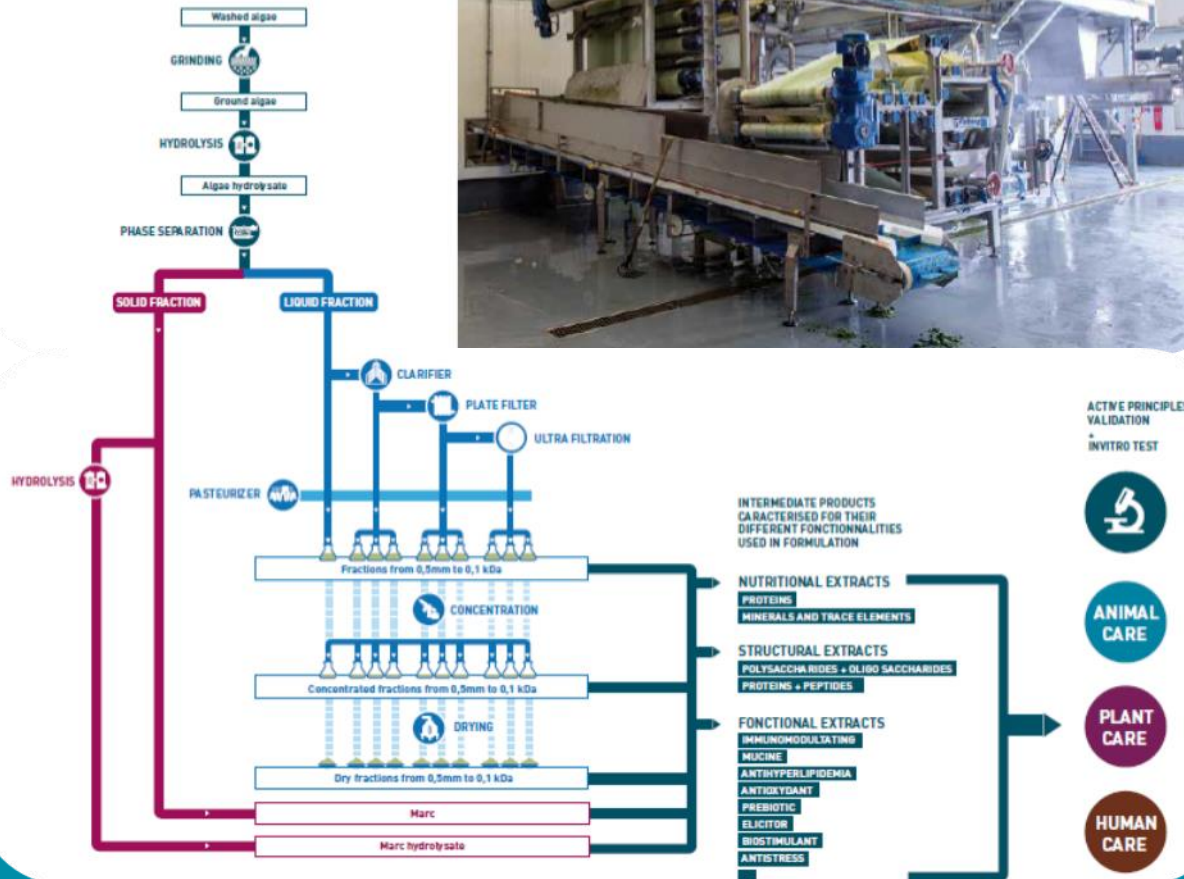 Washed algae
GRINDING
Ground algae
HYDROLYSIS
Algae hydrolysate
PHASE SEPARATION
SOLID FRACTION
LIQUID FRACTION
CLARIFIER
PLATE FILTER
ULTRA FILTRATION
HYDROLYSIS
PASTEURIZER
Fractions from 0,5mm to 0,1 kDa
CONCENTRATION
Concentrated fractions from 0,5mm to 0,1 kDa
DRYING
Dry fractions from 0,5mm to 0,1 kDa
Marc
Marc hydrolysate
INTERMEDIATE PRODUCTS
CARACTERISED FOR THEIR
DIFFERENT FONCTIONNALITIES
USED IN FORMULATION
NUTRITIONAL EXTRACTS
PROTEINS
MINERALS AND TRACE ELEMENTS
STRUCTURAL EXTRACTS
POLYSACCHARIDES + OLIGO SACCHARIDES
PROTEINS + PEPTIDES
FONCTIONAL EXTRACTS
IMMUNOMODULTATING
MUCINE
ANTIHYPERLIPIDEMIA
ANTIOXYDANT
PREBIOTIC
ELICITOR
BIOSTIMULANT
ANTISTRESS
ACTIVE PRINCIPLES
VALIDATION
+
INVITRO TEST
ANIMAL
CARE
PLANT
CARE
HUMAN
CARE